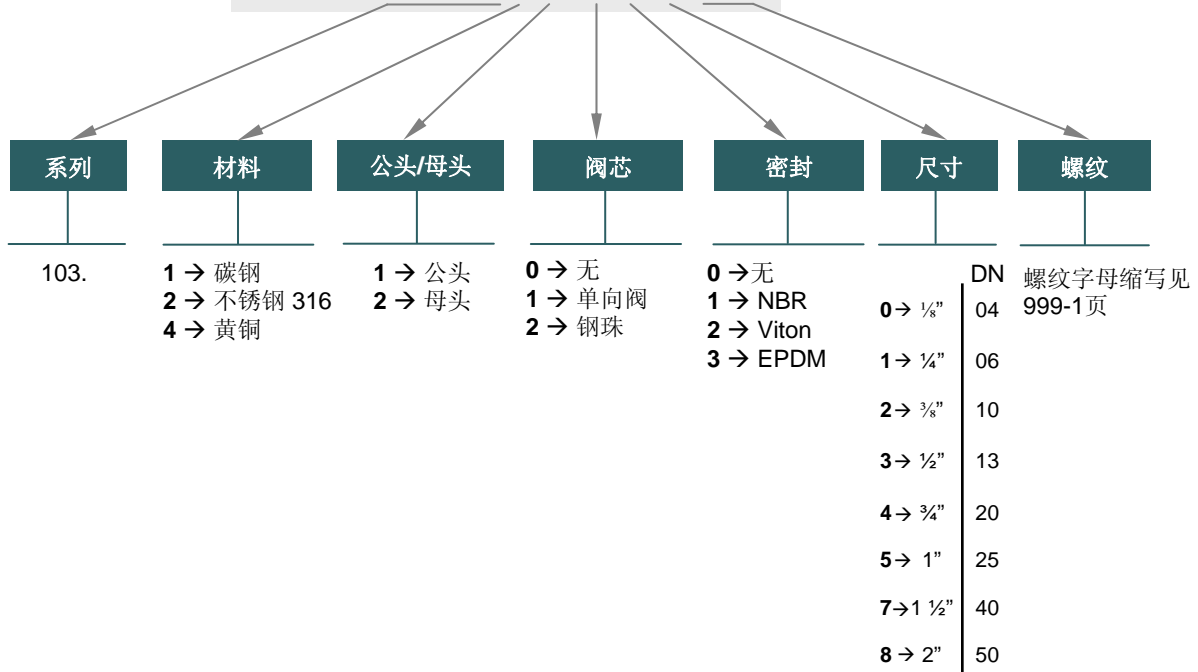 系列
材料
公头/母头
阀芯
密封
尺寸
螺纹
103.
1 → 碳钢
2 → 不锈钢 316
4 → 黄铜
1 → 公头
2 → 母头
0 → 无
1 → 单向阀
2 → 钢珠
0 →无
1 → NBR
2 → Viton
3 → EPDM
DN
0→ ⅛” 04
1→ ¼” 06
2→ ⅜” 10
3→ ½” 13
4→ ¾” 20
5→ 1” 25
7→1 ½” 40
8→ 2” 50
螺纹字母缩写见
999-1页